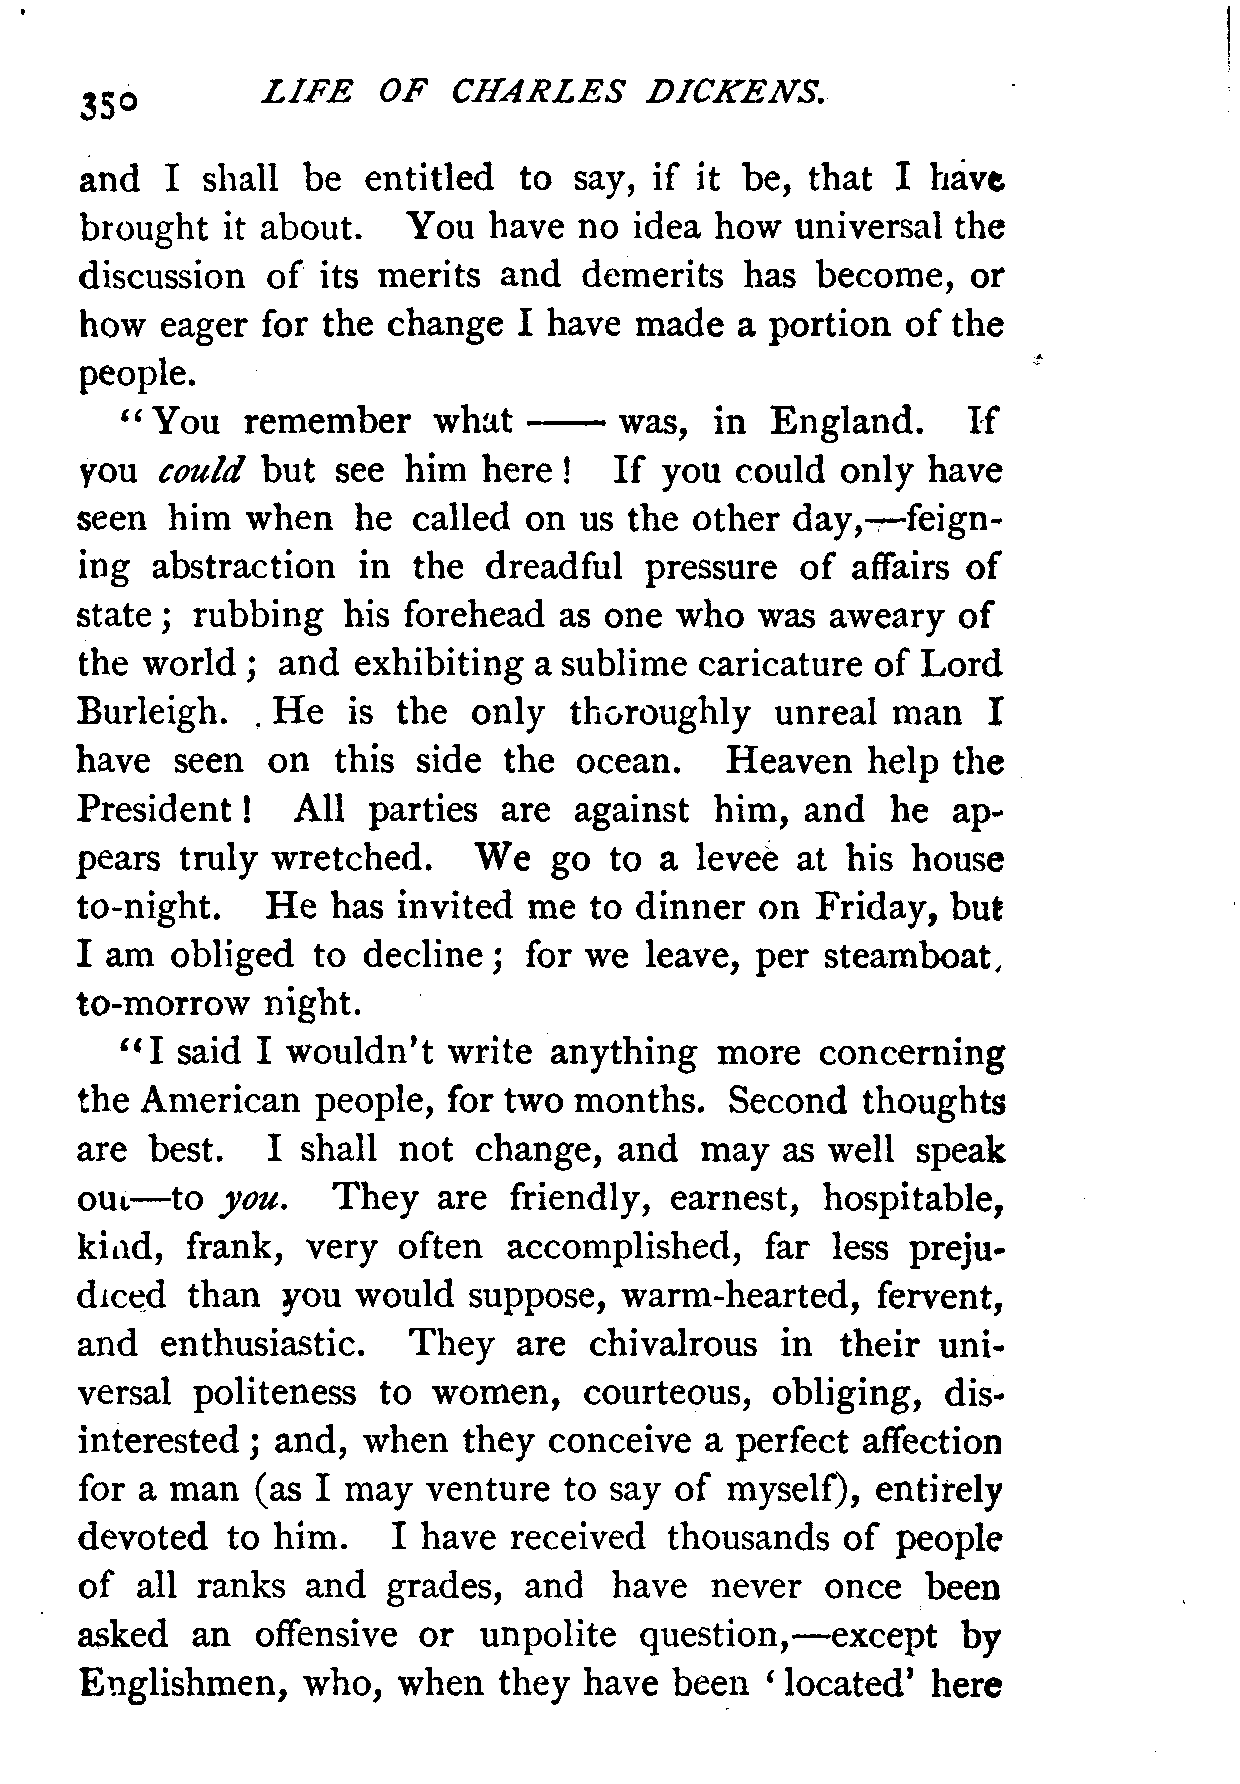 350 LIFE OF CHARLES DICKENS.
and I shall be entitled to say, if it be, that I have
brought it about. You have no idea how universal the
discussion of its merits and demerits has become, or
how eager for the change I have made a portion of the
people.
“You remember what —— was, in England. If
you could but see him here! If you could only have
seen him when he called on us the other day,—feign-
ing abstraction in the dreadful pressure of affairs of
state; rubbing his forehead as one who was aweary of
the world; and exhibiting a sublime caricature of Lord
Burleigh. He is the only thoroughly unreal man I
have seen on this side the ocean. Heaven help the
President! All parties are against him, and he ap-
pears truly wretched. We go to a levee at his house
to-night. He has invited me to dinner on Friday, but
I am obliged to decline; for we leave, per steamboat,
to-morrow night.
“I said I wouldn't write anything more concerning
the American people, for two months. Second thoughts
are best. I shall not change, and may as well speak
out—to you. They are friendly, earnest, hospitable,
kind, frank, very often accomplished, far less preju-
diced than you would suppose, warm-hearted, fervent,
and enthusiastic. They are chivalrous in their uni-
versal politeness to women, courteous, obliging, dis-
interested; and, when they conceive a perfect affection
for a man (as I may venture to say of myself), entirely
devoted to him. I have received thousands of people
of all ranks and grades, and have never once been
asked an offensive or unpolite question,—except by
Englishmen, who, when they have been ‘located’ here